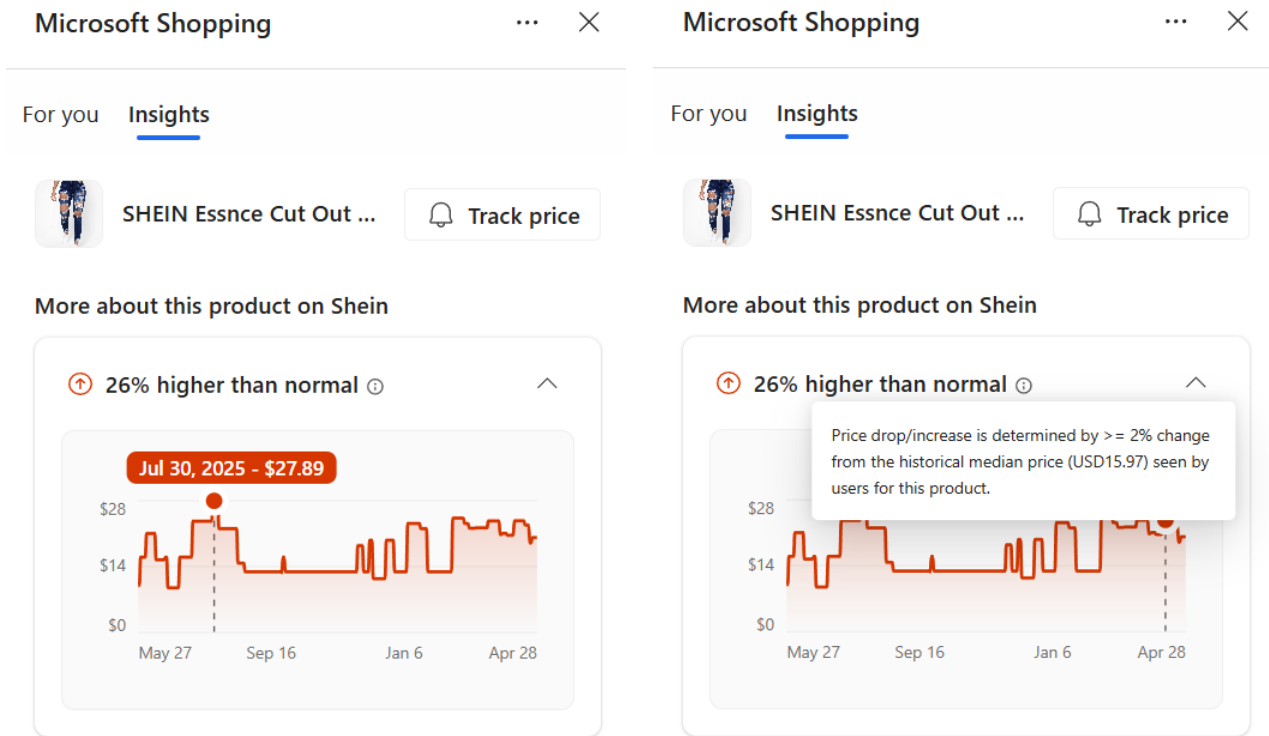 Microsoft Shopping
For you Insights
SHEIN Essnce Cut Out ... Track price
More about this product on Shein
26% higher than normal
Jul 30, 2025 - $27.89
$28
$14
$0
May 27 Sep 16 Jan 6 Apr 28
Microsoft Shopping
For you Insights
SHEIN Essnce Cut Out ... Track price
More about this product on Shein
26% higher than normal
Price drop/increase is determined by >= 2% change
from the historical median price (USD15.97) seen by
users for this product.
$28
$14
$0
May 27 Sep 16 Jan 6 Apr 28